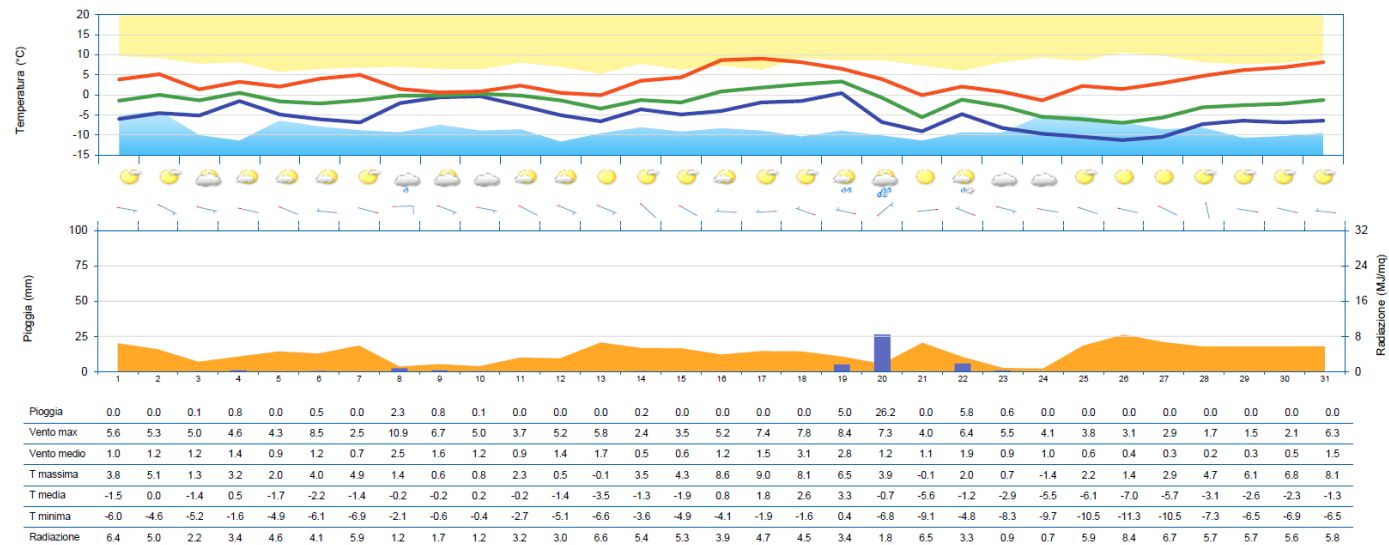 Temperatura (°C)
20
15
10
5
0
-5
-10
-15
100
75
50
25
0
Pioggia (mm)
32
24
16
8
0
Radiazione (MJ/mq)
1 2 3 4 5 6 7 8 9 10 11 12 13 14 15 16 17 18 19 20 21 22 23 24 25 26 27 28 29 30 31
Pioggia 0.0 0.0 0.1 0.8 0.0 0.5 0.0 2.3 0.8 0.1 0.0 0.0 0.0 0.2 0.0 0.0 0.0 0.0 5.0 26.2 0.0 5.8 0.6 0.0 0.0 0.0 0.0 0.0 0.0 0.0 0.0
Vento max 5.6 5.3 5.0 4.6 4.3 8.5 2.5 10.9 6.7 5.0 3.7 5.2 5.8 2.4 3.5 5.2 7.4 7.8 8.4 7.3 4.0 6.4 5.5 4.1 3.8 3.1 2.9 1.7 1.5 2.1 6.3
Vento medio 1.0 1.2 1.2 1.4 0.9 1.2 0.7 2.5 1.6 1.2 0.9 1.4 1.7 0.5 0.6 1.2 1.5 3.1 2.8 1.2 1.1 1.9 0.9 1.0 0.6 0.4 0.3 0.2 0.3 0.5 1.5
T massima 3.8 5.1 1.3 3.2 2.0 4.0 4.9 1.4 0.6 0.8 2.3 0.5 -0.1 3.5 4.3 8.6 9.0 8.1 6.5 3.9 -0.1 2.0 0.7 -1.4 2.2 1.4 2.9 4.7 6.1 6.8 8.1
T media -1.5 0.0 -1.4 0.5 -1.7 -2.2 -1.4 -0.2 -0.2 0.2 -0.2 -1.4 -3.5 -1.3 -1.9 0.8 1.8 2.6 3.3 -0.7 -5.6 -1.2 -2.9 -5.5 -6.1 -7.0 -5.7 -3.1 -2.6 -2.3 -1.3
T minima -6.0 -4.6 -5.2 -1.6 -4.9 -6.1 -6.9 -2.1 -0.6 -0.4 -2.7 -5.1 -6.6 -3.6 -4.9 -4.1 -1.9 -1.6 0.4 -6.8 -9.1 -4.8 -8.3 -9.7 -10.5 -11.3 -10.5 -7.3 -6.5 -6.9 -6.5
Radiazione 6.4 5.0 2.2 3.4 4.6 4.1 5.9 1.2 1.7 1.2 3.2 3.0 6.6 5.4 5.3 3.9 4.7 4.5 3.4 1.8 6.5 3.3 0.9 0.7 5.9 8.4 6.7 5.7 5.7 5.6 5.8